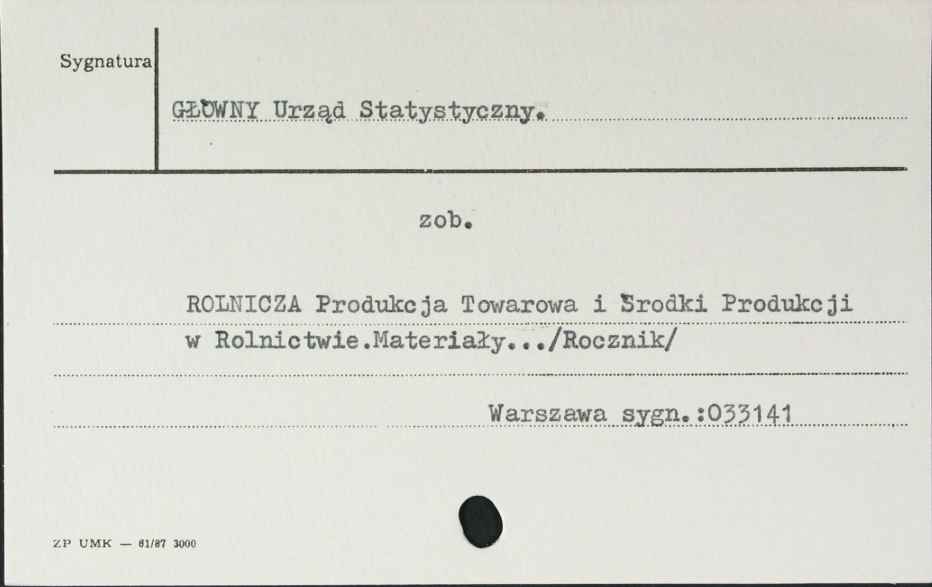 Sygnatura
GŁÓWNY Urząd Statystyczny.
zob.
ROLNICZA Produkcja Towarowa i Środki Produkcji
w Rolnictwie.Materiały.../Rocznik/
Warszawa sygn.:033141
ZP UMK — 61/87 3000